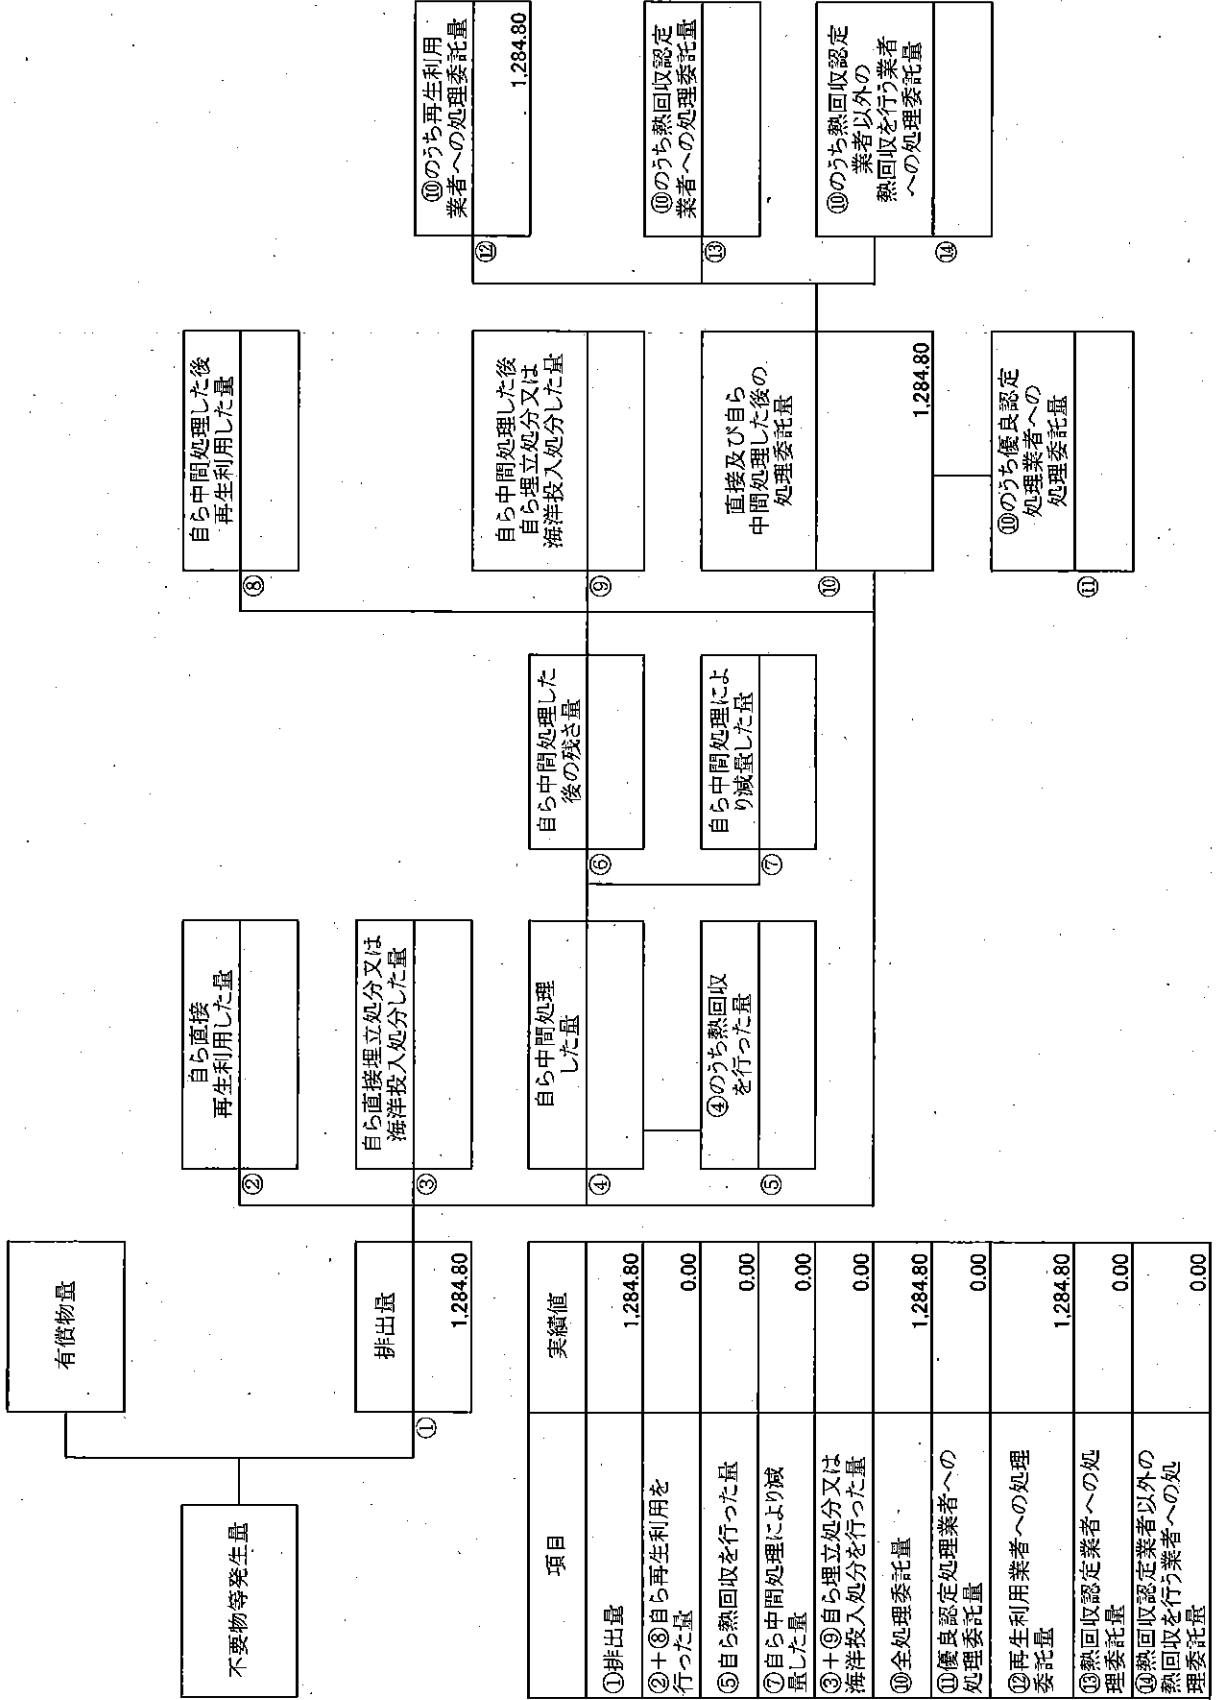 不要物等発生量
有償物量
①
排出量
1,284.80
②
自ら直接
再生利用した量
③
自ら直接埋立処分又は
海洋投入処分した量
④
自ら中間処理
した量
⑤
④のうち熱回収
を行った量
⑥
自ら中間処理した
後の残さ量
⑦
自ら中間処理によ
り減量した量
⑧
自ら中間処理した後
再生利用した量
⑨
自ら中間処理した後
自ら埋立処分又は
海洋投入処分した量
⑩
直接及び自ら
中間処理した後の
処理委託量
1,284.80
⑪
⑩のうち優良認定
処理業者への
処理委託量
⑫
⑩のうち再生利用
業者への処理委託量
1,284.80
⑬
⑩のうち熱回収認定
業者への処理委託量
⑭
⑩のうち熱回収認定
業者以外の
熱回収を行う業者
への処理委託量
項目 実績値
①排出量 1,284.80
②+⑧自ら再生利用を
行った量 0.00
⑤自ら熱回収を行った量 0.00
⑦自ら中間処理により減
量した量 0.00
③+⑨自ら埋立処分又は
海洋投入処分を行った量 0.00
⑩全処理委託量 1,284.80
⑪優良認定処理業者への
処理委託量 0.00
⑫再生利用業者への処理
委託量 1,284.80
⑬熱回収認定業者への処
理委託量 0.00
⑭熱回収認定業者以外の
熱回収を行う業者への処
理委託量 0.00